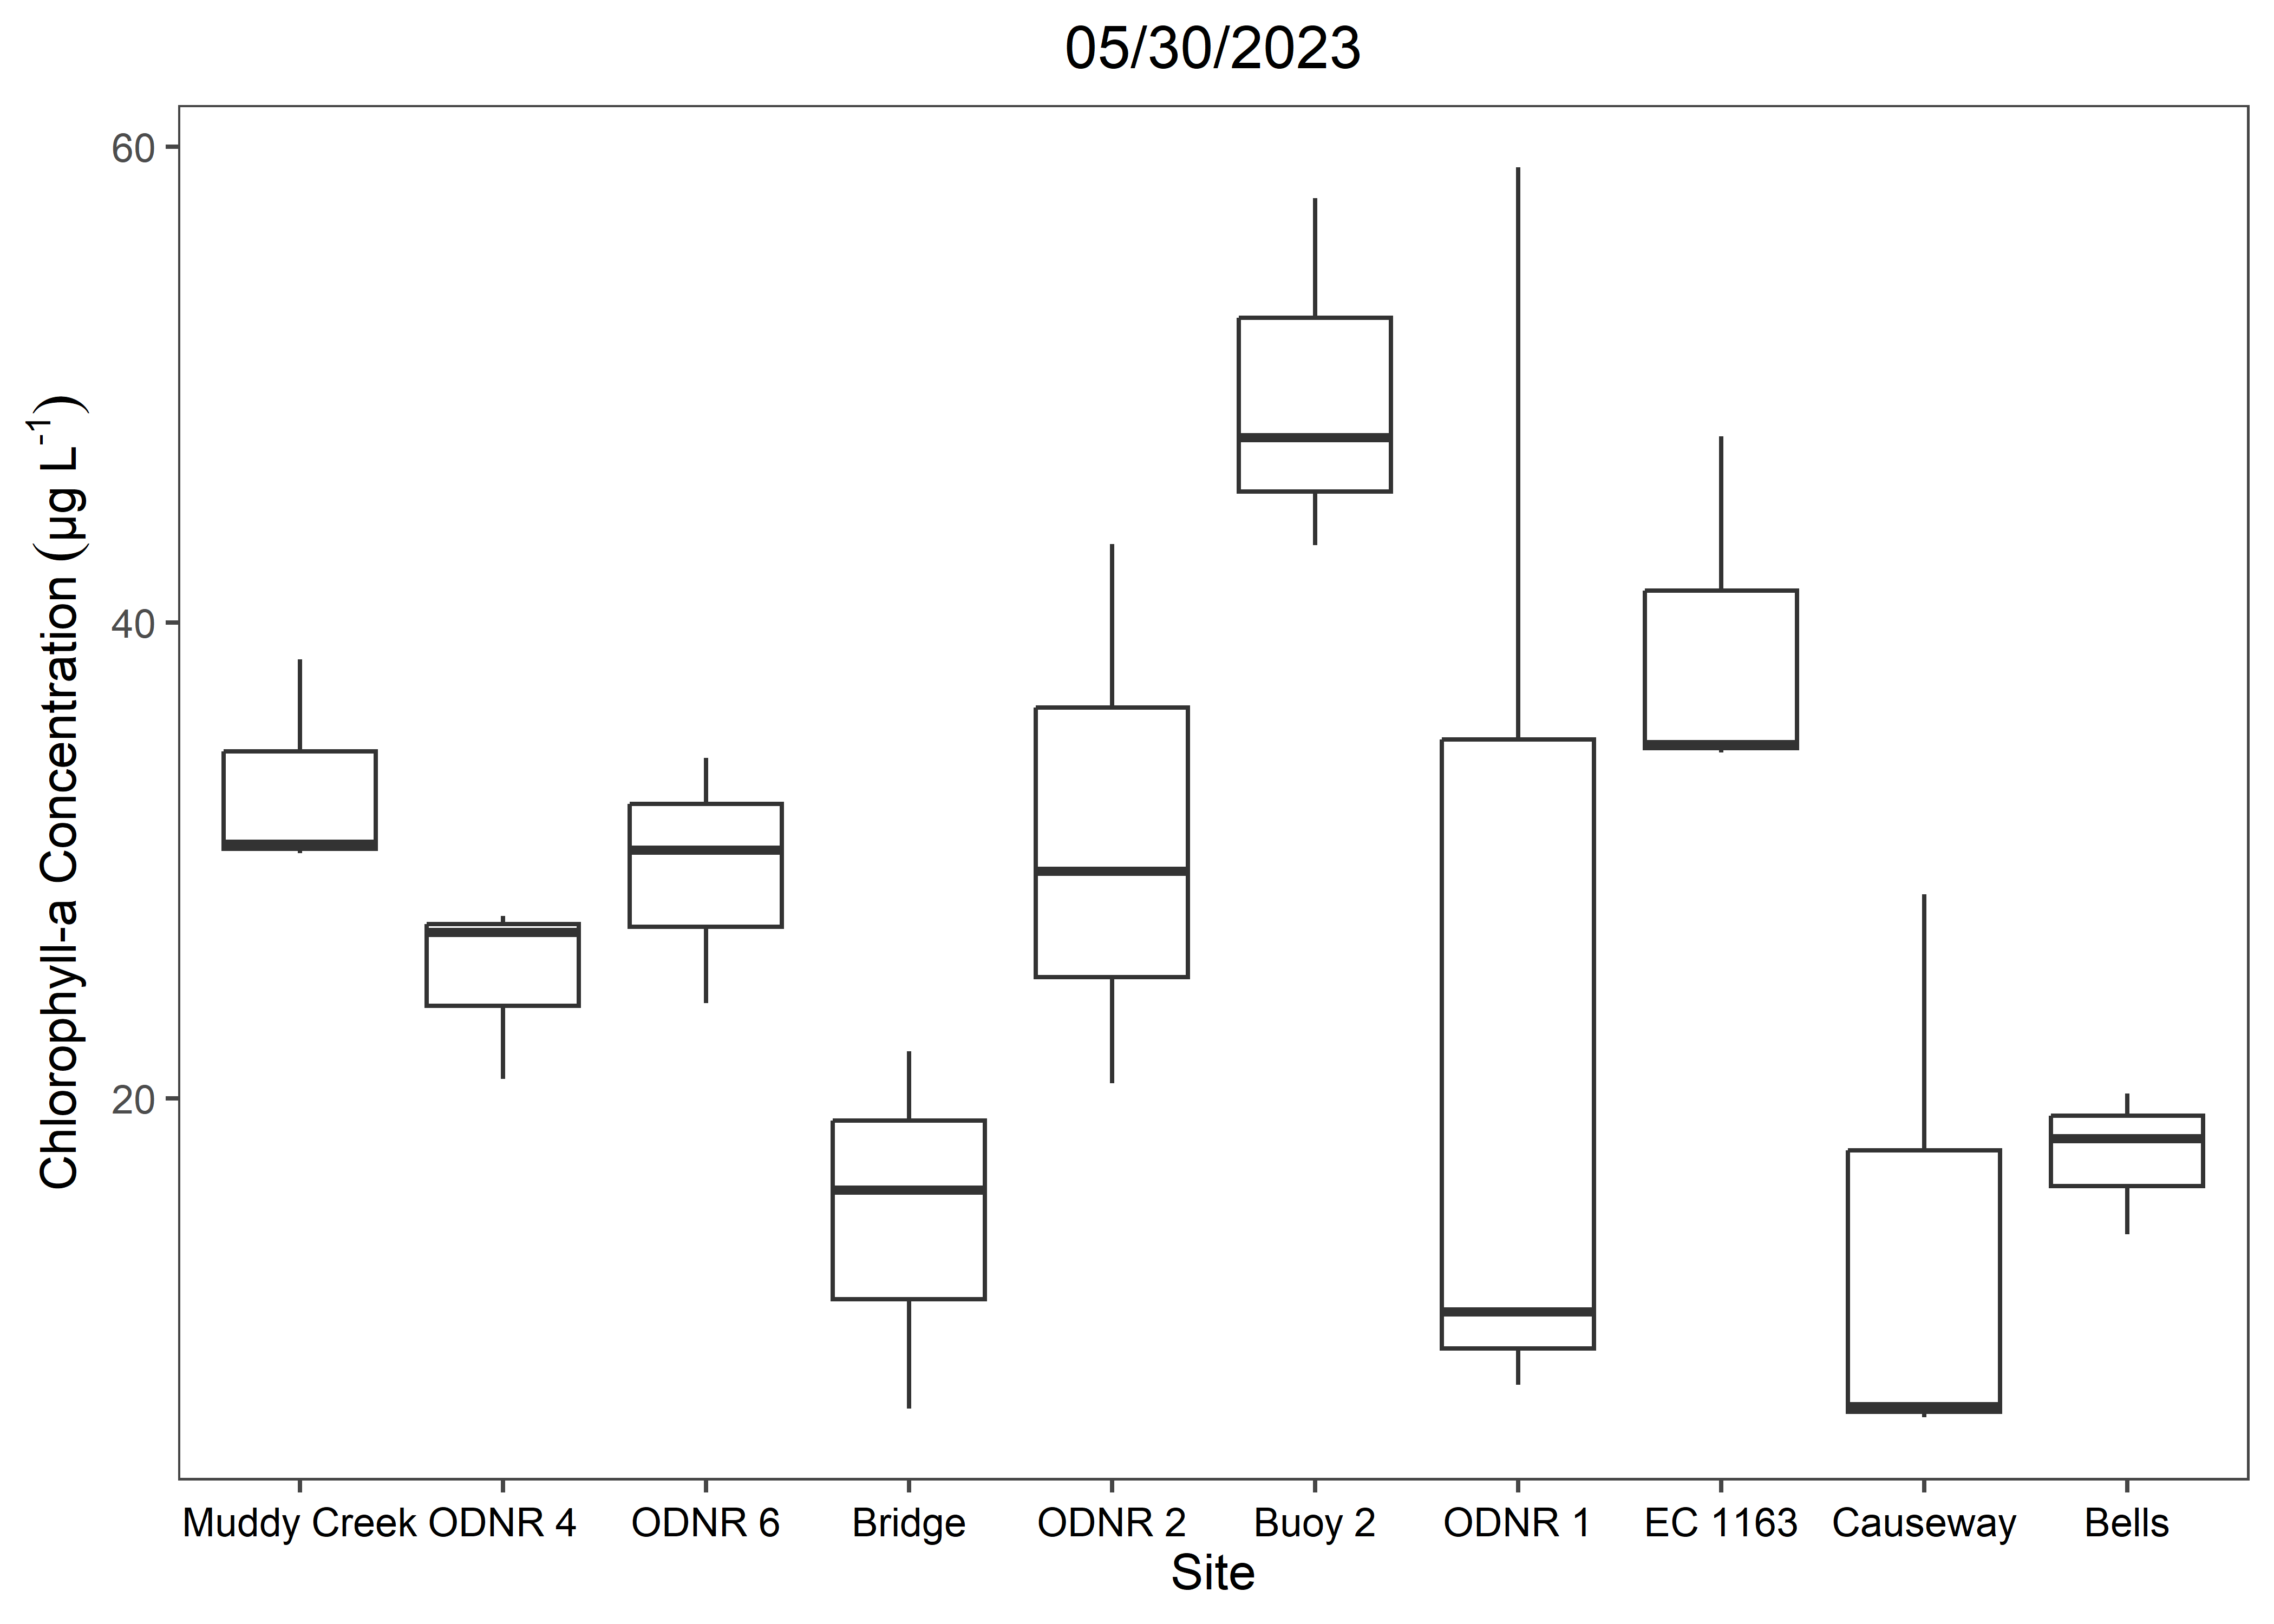 05/30/2023
Chlorophyll-a Concentration (µg L⁻¹)
60
40
20
Muddy Creek ODNR 4 ODNR 6 Bridge ODNR 2 Buoy 2 ODNR 1 EC 1163 Causeway Bells
Site